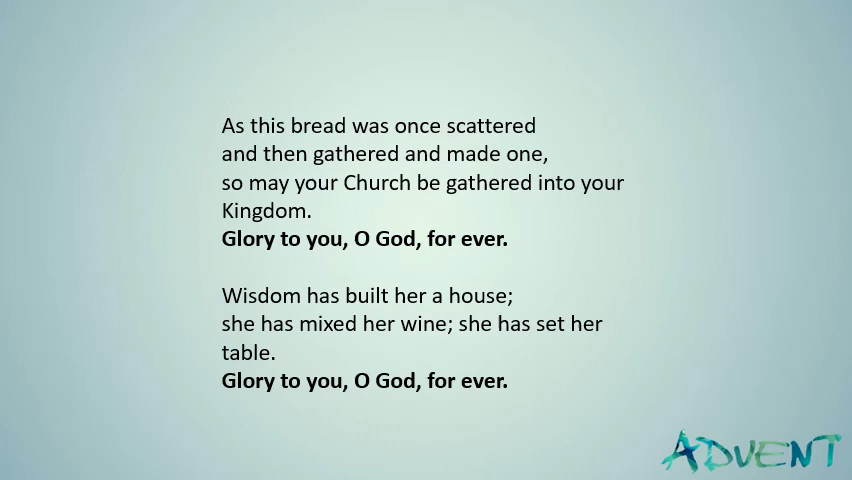 As this bread was once scattered
and then gathered and made one,
so may your Church be gathered into your
Kingdom.
Glory to you, O God, for ever.
Wisdom has built her a house;
she has mixed her wine; she has set her
table.
Glory to you, O God, for ever.
ADVENT